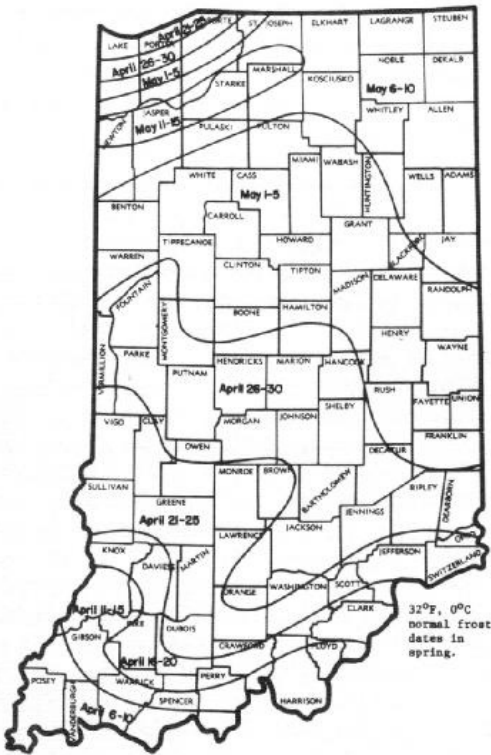 April 21-25
LAKE PORTER PORTE ST. JOSEPH ELKHART LAGRANGE STEUBEN
April 26-30
May 1-5
NOBLE DEKALB
STARKE MARSHALL KOSCIUSKO May 6-10
NEWTON JASPER
May 11-15
PULASKI FULTON WHITLEY ALLEN
MIAMI WABASH HUNTINGTON
WHITE CASS WELLS ADAMS
May 1-5
BENTON CARROLL GRANT BLACKFORD JAY
WARREN TIPPECANOE HOWARD
CLINTON TIPTON MADISON DELAWARE
FOUNTAIN RANDOLPH
MONTGOMERY BOONE HAMILTON
VERMILLION PARKE HENRY WAYNE
PUTNAM HENDRICKS MARION HANCOCK
April 26-30
RUSH FAYETTE UNION
SHELBY
VIGO CLAY MORGAN JOHNSON
OWEN DECATUR FRANKLIN
MONROE BROWN BARTHOLOMEW
SULLIVAN RIPLEY DEARBORN
GREENE
April 21-25
JENNINGS
LAWRENCE JACKSON
KNOX DAVIESS MARTIN JEFFERSON OHIO
SWITZERLAND
ORANGE WASHINGTON SCOTT
April 11-15
CLARK
GIBSON PIKE DUBOIS
CRAWFORD FLOYD
April 16-20
PERRY
POSEY VANDERBURGH WARRICK
SPENCER HARRISON
April 6-10
32°F, 0°C
normal frost
dates in
spring.